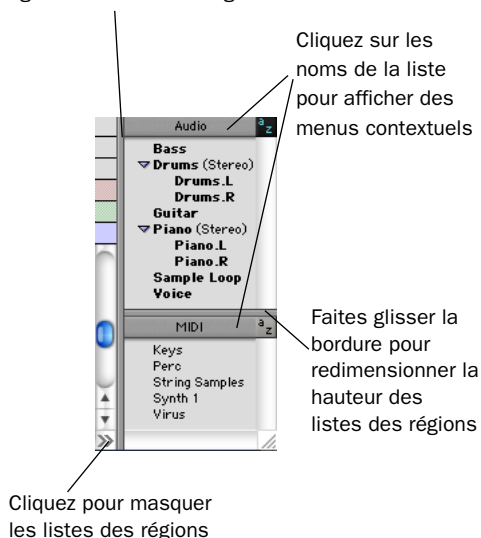 Cliquez sur les
noms de la liste
pour afficher des
menus contextuels
Audio
a
z
Bass
Drums (Stereo)
Drums.L
Drums.R
Guitar
Piano (Stereo)
Piano.L
Piano.R
Sample Loop
Voice
MIDI
a
z
Keys
Perc
String Samples
Synth 1
Virus
Faites glisser la
bordure pour
redimensionner la
hauteur des
listes des régions
Cliquez pour masquer
les listes des régions